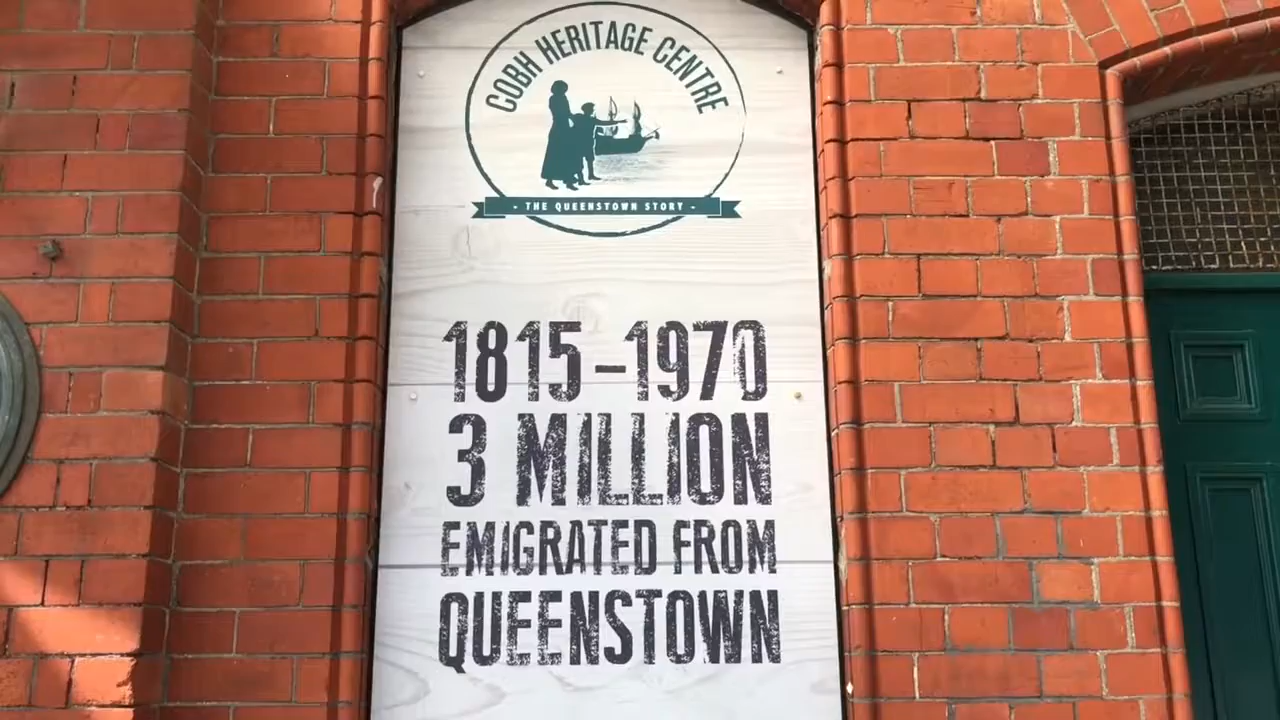 COBH HERITAGE CENTRE
- THE QUEENSTOWN STORY -
1815-1970
3 MILLION
EMIGRATED FROM
QUEENSTOWN